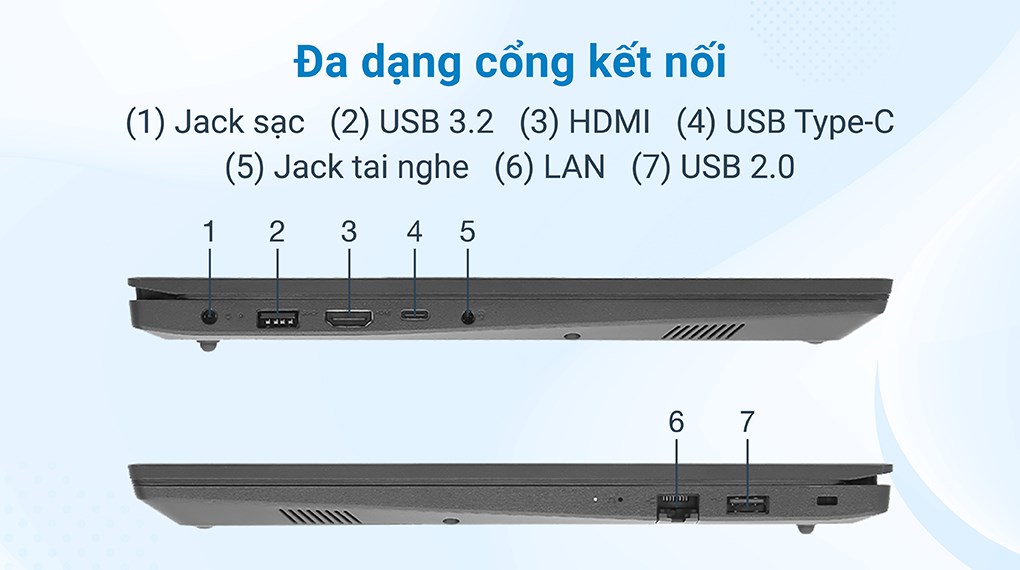 Đa dạng cổng kết nối
(1) Jack sạc (2) USB 3.2 (3) HDMI (4) USB Type-C
(5) Jack tai nghe (6) LAN (7) USB 2.0
1 2 3 4 5
6 7